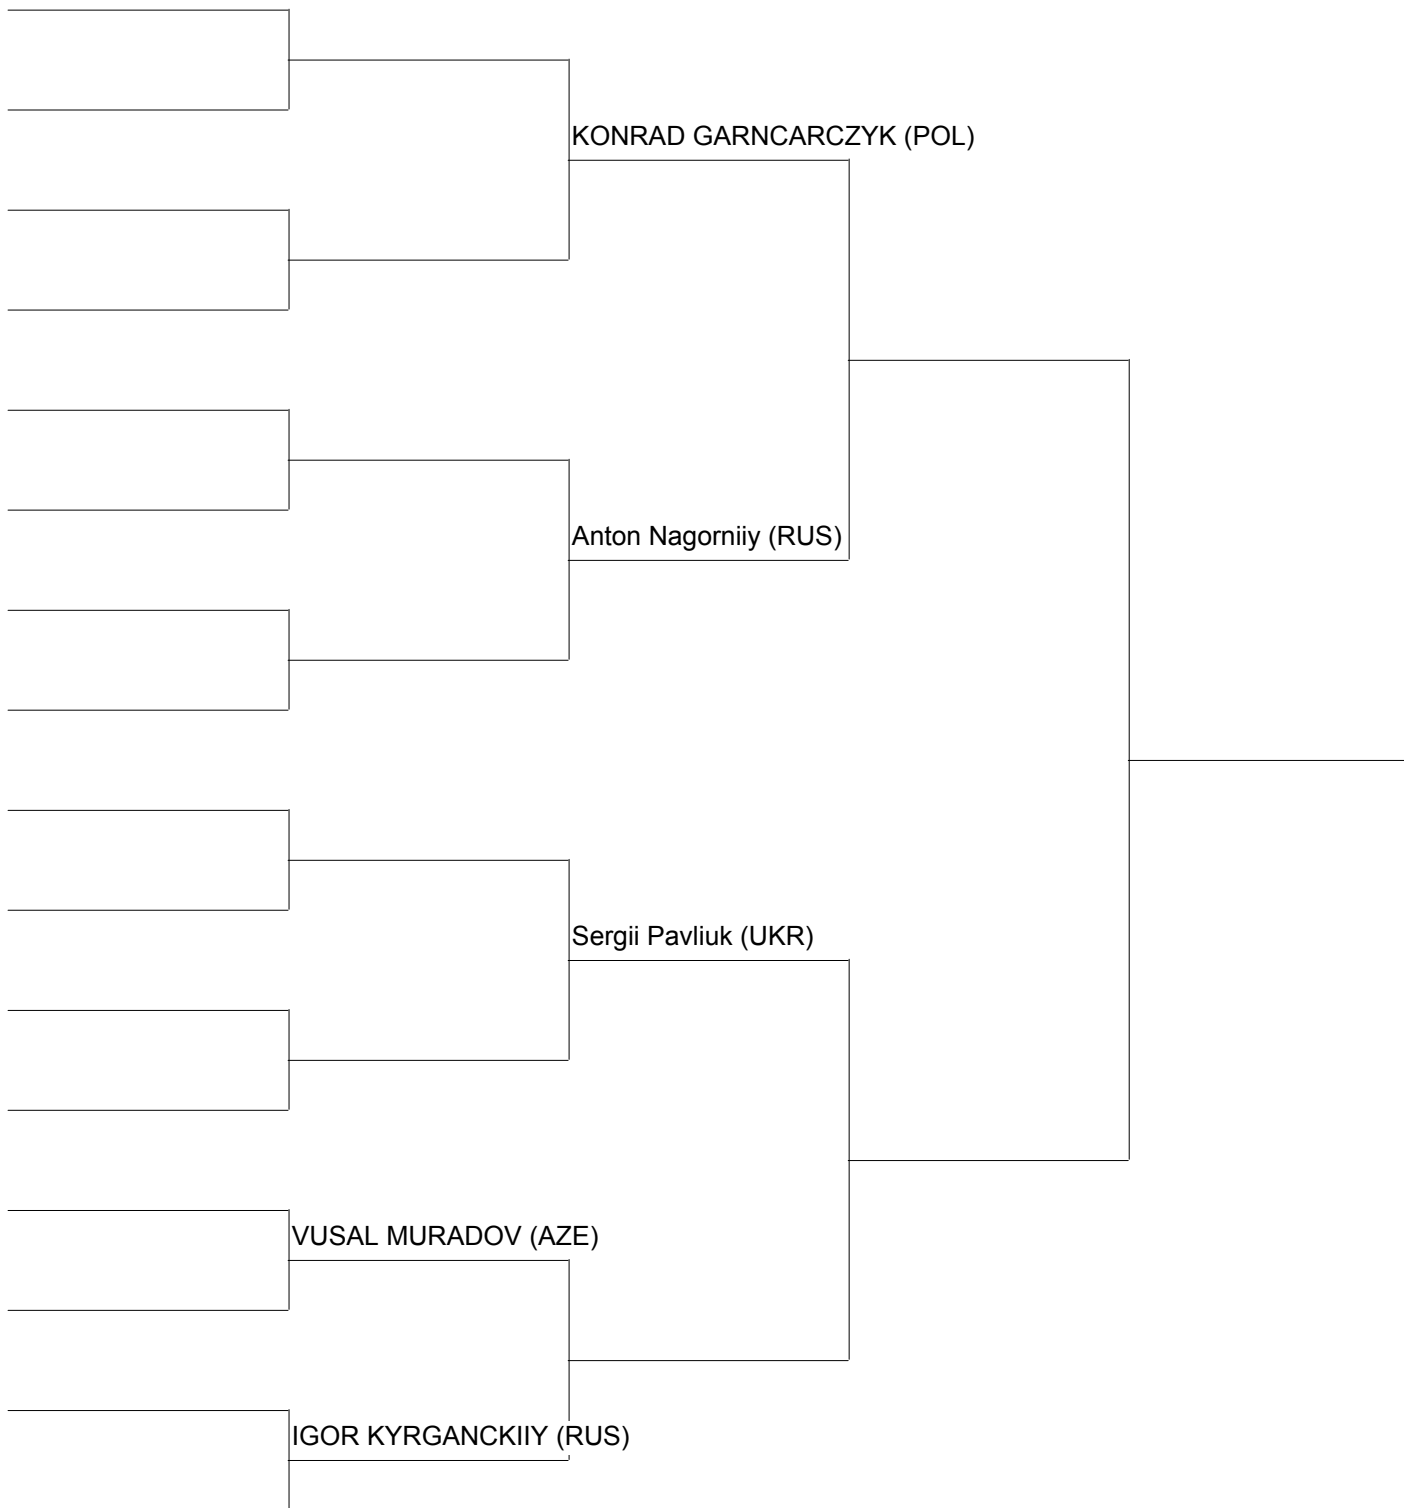 KONRAD GARNCARCZYK (POL)
Anton Nagorniiy (RUS)
Sergii Pavliuk (UKR)
VUSAL MURADOV (AZE)
IGOR KYRGANCKIIY (RUS)